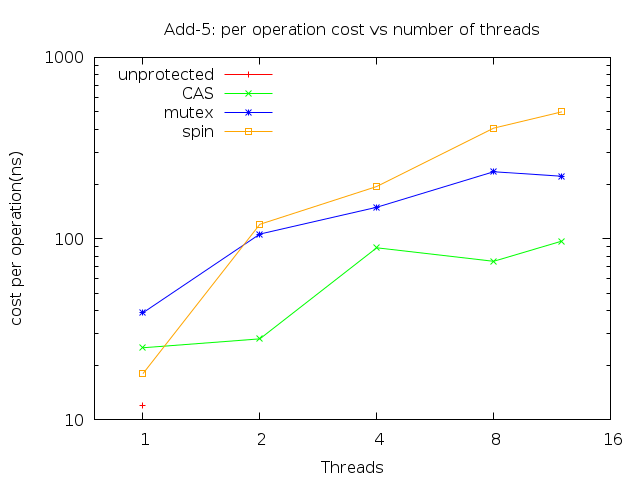 Add-5: per operation cost vs number of threads
1000
unprotected
CAS
mutex
spin
cost per operation(ns)
100
10
1 2 4 8 16
Threads